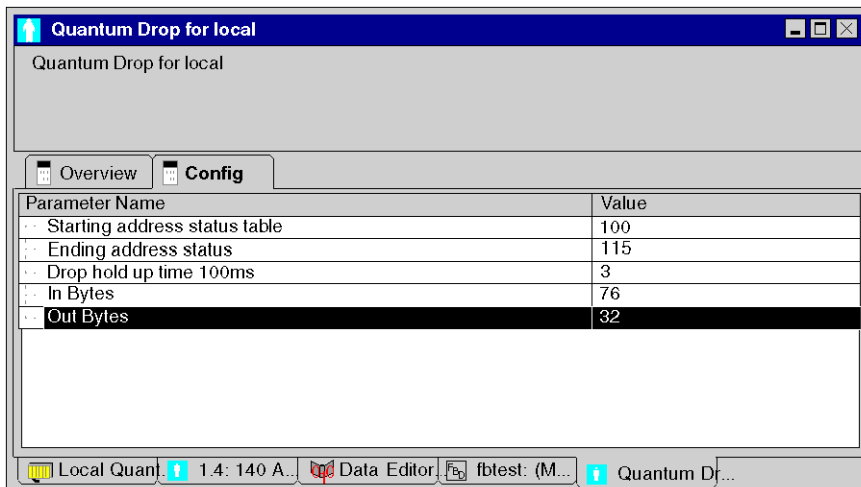 Quantum Drop for local
Quantum Drop for local
Overview Config
Parameter Name Value
Starting address status table 100
Ending address status 115
Drop hold up time 100ms 3
In Bytes 76
Out Bytes 32
Local Quant... 1.4: 140 A... Data Editor... FBD fbtest: (M... Quantum Dr...